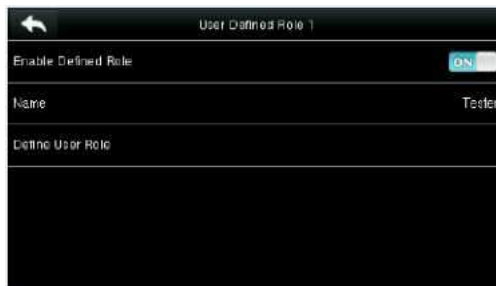 User Defined Role 1
Enable Defined Role
ON
Name
Tester
Define User Role